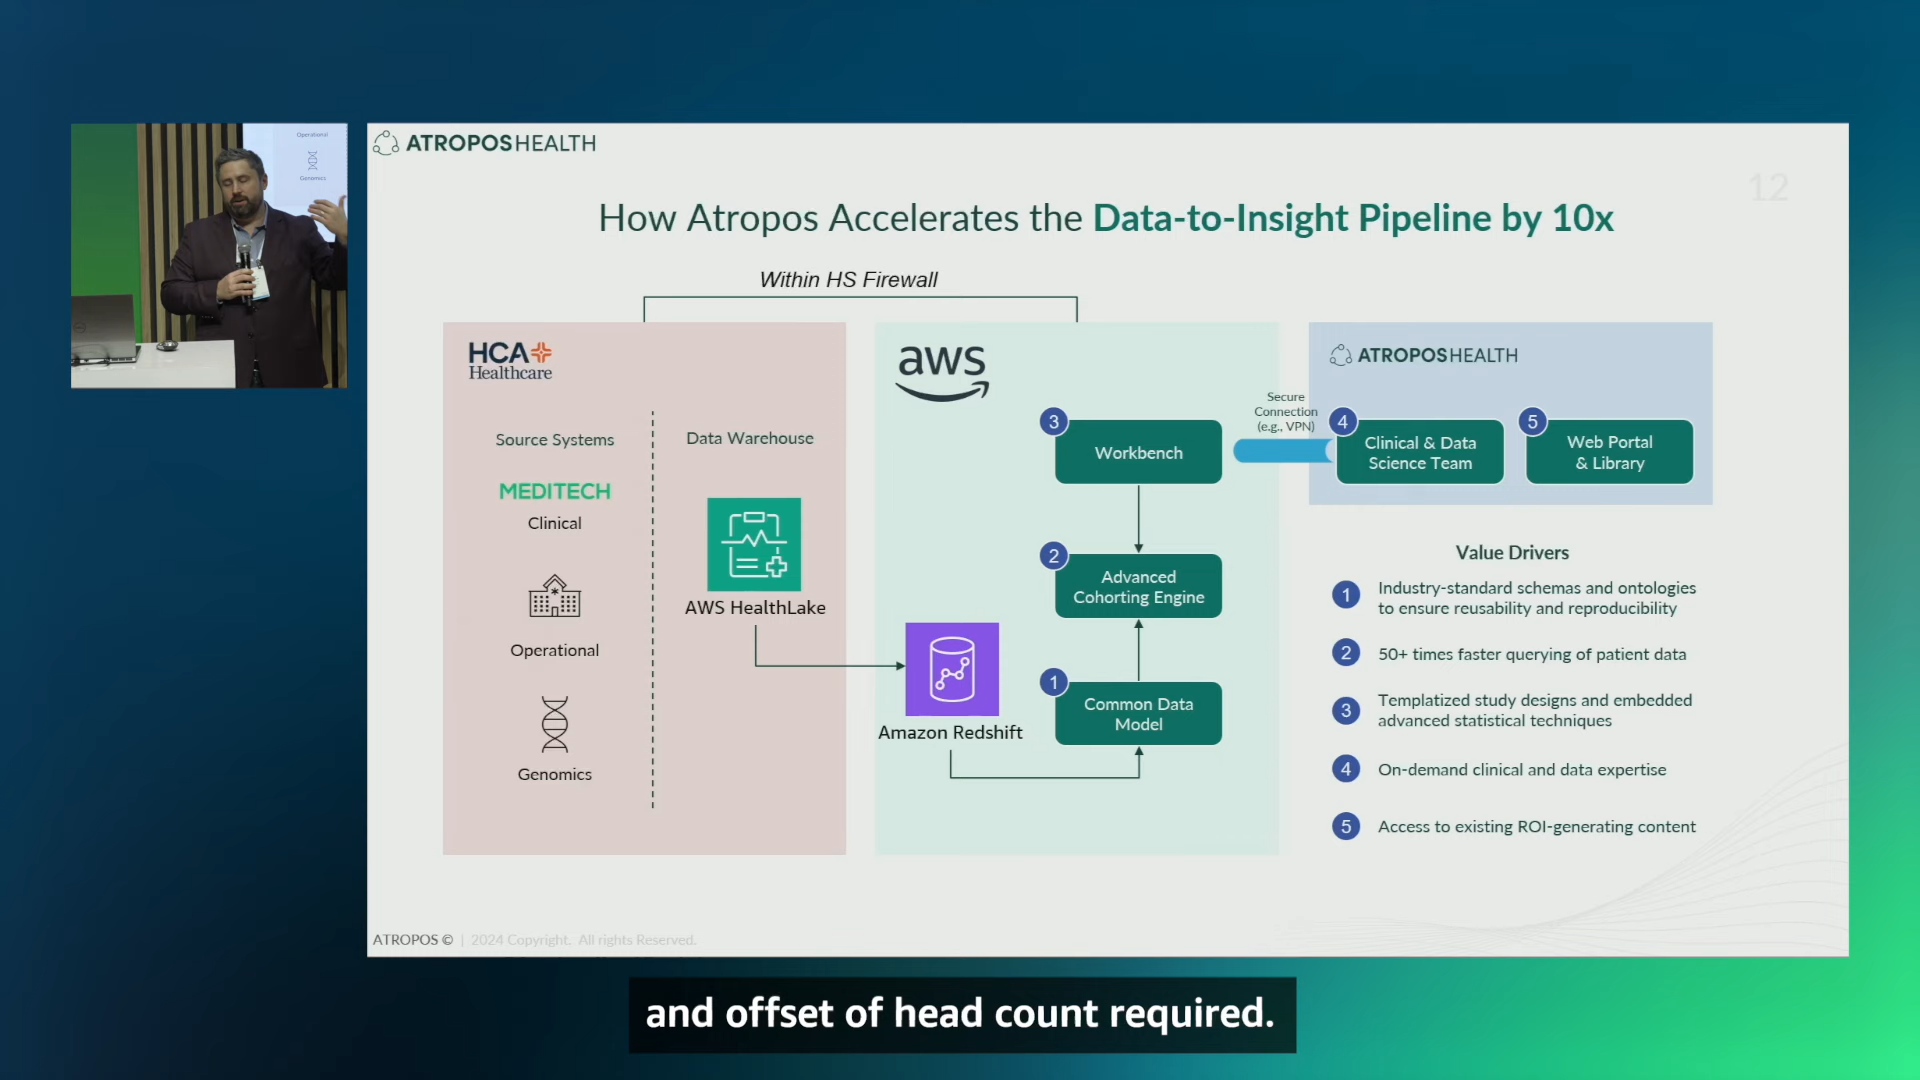 Operational
Genomics
ATROPOSHEALTH
12
How Atropos Accelerates the Data-to-Insight Pipeline by 10x
Within HS Firewall
HCA
Healthcare
Source Systems
MEDITECH
Clinical
Operational
Genomics
Data Warehouse
AWS HealthLake
aws
Amazon Redshift
3
Workbench
2
Advanced
Cohorting Engine
1
Common Data
Model
Secure
Connection
(e.g., VPN)
ATROPOSHEALTH
4
Clinical & Data
Science Team
5
Web Portal
& Library
Value Drivers
1
Industry-standard schemas and ontologies
to ensure reusability and reproducibility
2
50+ times faster querying of patient data
3
Templatized study designs and embedded
advanced statistical techniques
4
On-demand clinical and data expertise
5
Access to existing ROI-generating content
ATROPOS © | 2024 Copyright. All rights Reserved.
and offset of head count required.